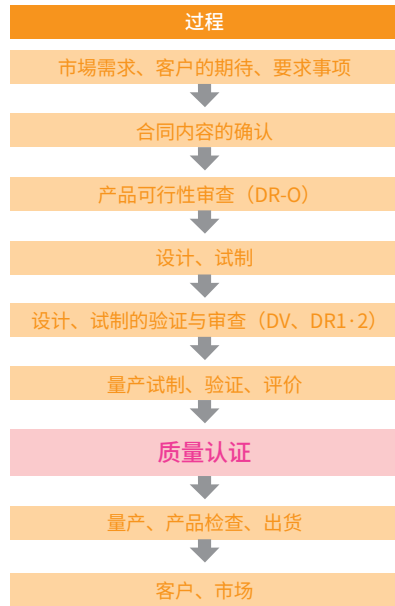 过程
市場需求、客户的期待、要求事项
合同内容的确认
产品可行性审查（DR-O）
设计、试制
设计、试制的验证与审查（DV、DR1·2）
量产试制、验证、评价
质量认证
量产、产品检查、出货
客户、市场